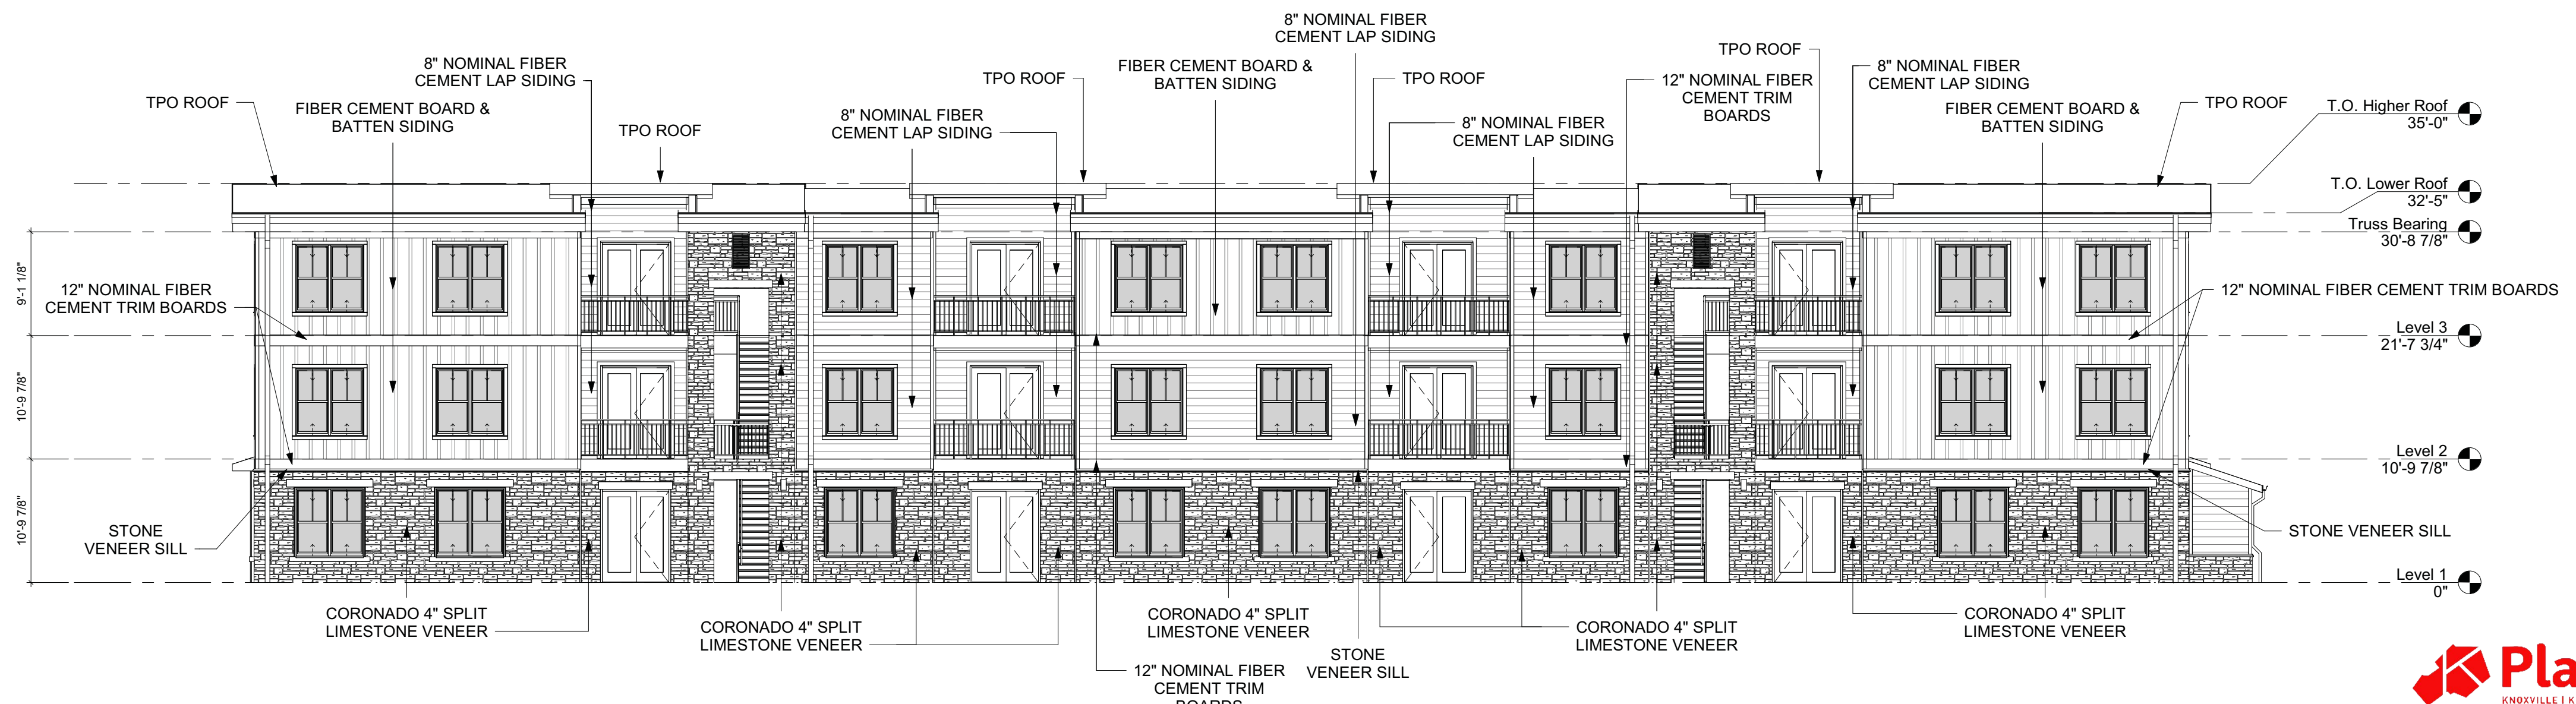 8" NOMINAL FIBER
CEMENT LAP SIDING
8" NOMINAL FIBER
CEMENT LAP SIDING
TPO ROOF
8" NOMINAL FIBER
CEMENT LAP SIDING
FIBER CEMENT BOARD &
BATTEN SIDING
TPO ROOF
TPO ROOF
12" NOMINAL FIBER
CEMENT TRIM
BOARDS
TPO ROOF
FIBER CEMENT BOARD &
BATTEN SIDING
TPO ROOF
8" NOMINAL FIBER
CEMENT LAP SIDING
8" NOMINAL FIBER
CEMENT LAP SIDING
FIBER CEMENT BOARD &
BATTEN SIDING
TPO ROOF
T.O. Higher Roof
35'-0"
T.O. Lower Roof
32'-5"
Truss Bearing
30'-8 7/8"
9'-1 1/8"
12" NOMINAL FIBER
CEMENT TRIM BOARDS
12" NOMINAL FIBER CEMENT TRIM BOARDS
Level 3
21'-7 3/4"
10'-9 7/8"
Level 2
10'-9 7/8"
10'-9 7/8"
STONE
VENEER SILL
STONE VENEER SILL
Level 1
0"
CORONADO 4" SPLIT
LIMESTONE VENEER
CORONADO 4" SPLIT
LIMESTONE VENEER
CORONADO 4" SPLIT
LIMESTONE VENEER
CORONADO 4" SPLIT
LIMESTONE VENEER
CORONADO 4" SPLIT
LIMESTONE VENEER
STONE
VENEER SILL
12" NOMINAL FIBER
CEMENT TRIM
BOARDS
Pla
KNOXVILLE | K